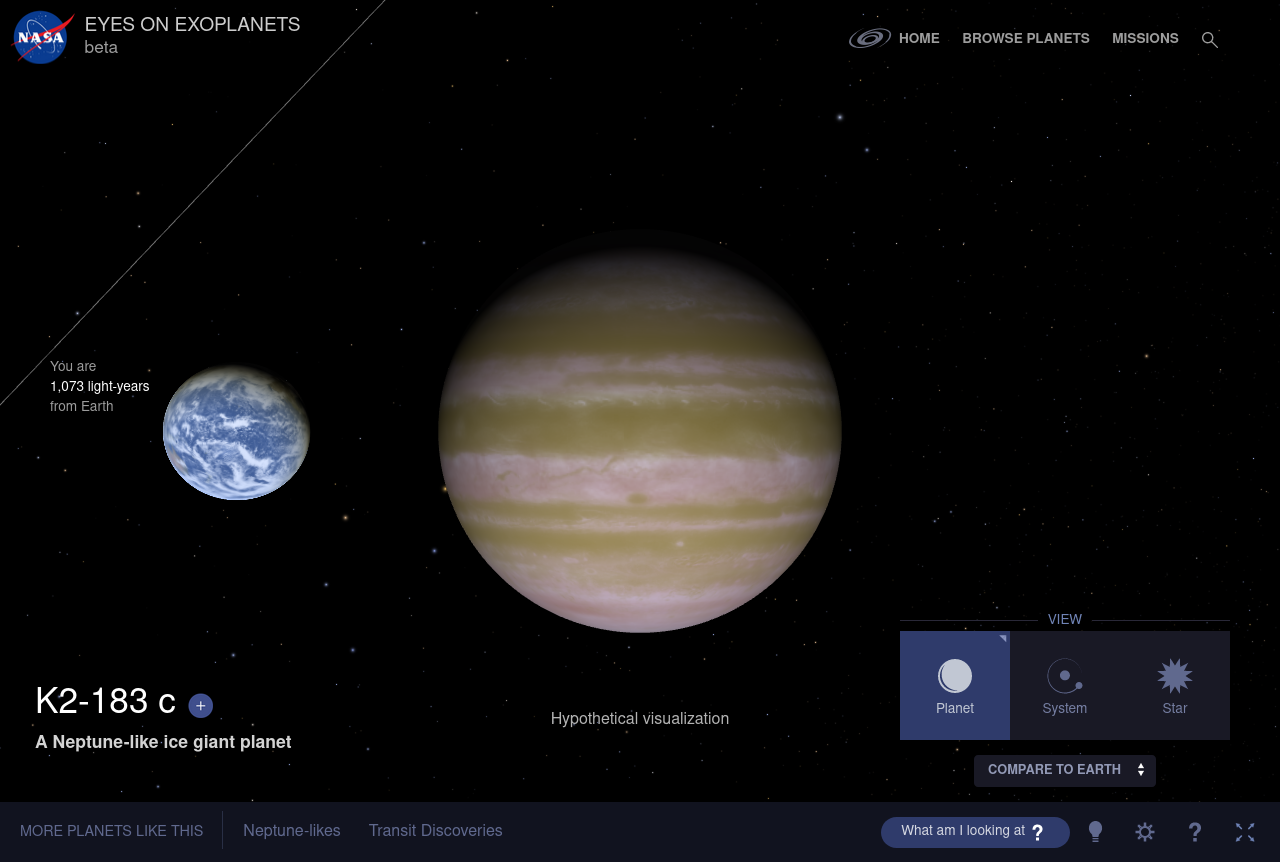 NASA
EYES ON EXOPLANETS
beta
HOME
BROWSE PLANETS
MISSIONS
You are
1,073 light-years
from Earth
K2-183 c +
A Neptune-like ice giant planet
Hypothetical visualization
VIEW
Planet
System
Star
COMPARE TO EARTH
MORE PLANETS LIKE THIS
Neptune-likes
Transit Discoveries
What am I looking at ?
?